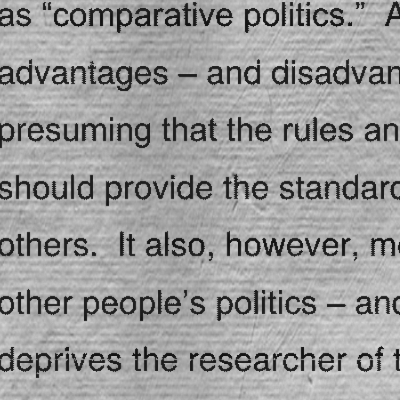 as “comparative politics.” A
advantages – and disadvan
presuming that the rules an
should provide the standard
others. It also, however, me
other people’s politics – and
deprives the researcher of t